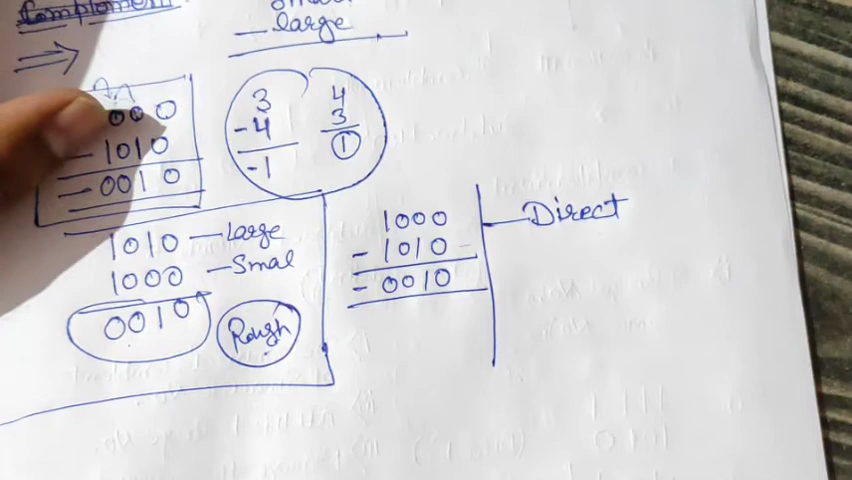 Complement
— large
⇒
000
— 1010
— 0010
3
- 4
-1
4
3
1
1010 — Large
1000 — Smal
0010
Rough
1000
- 1010
- 0010
Direct